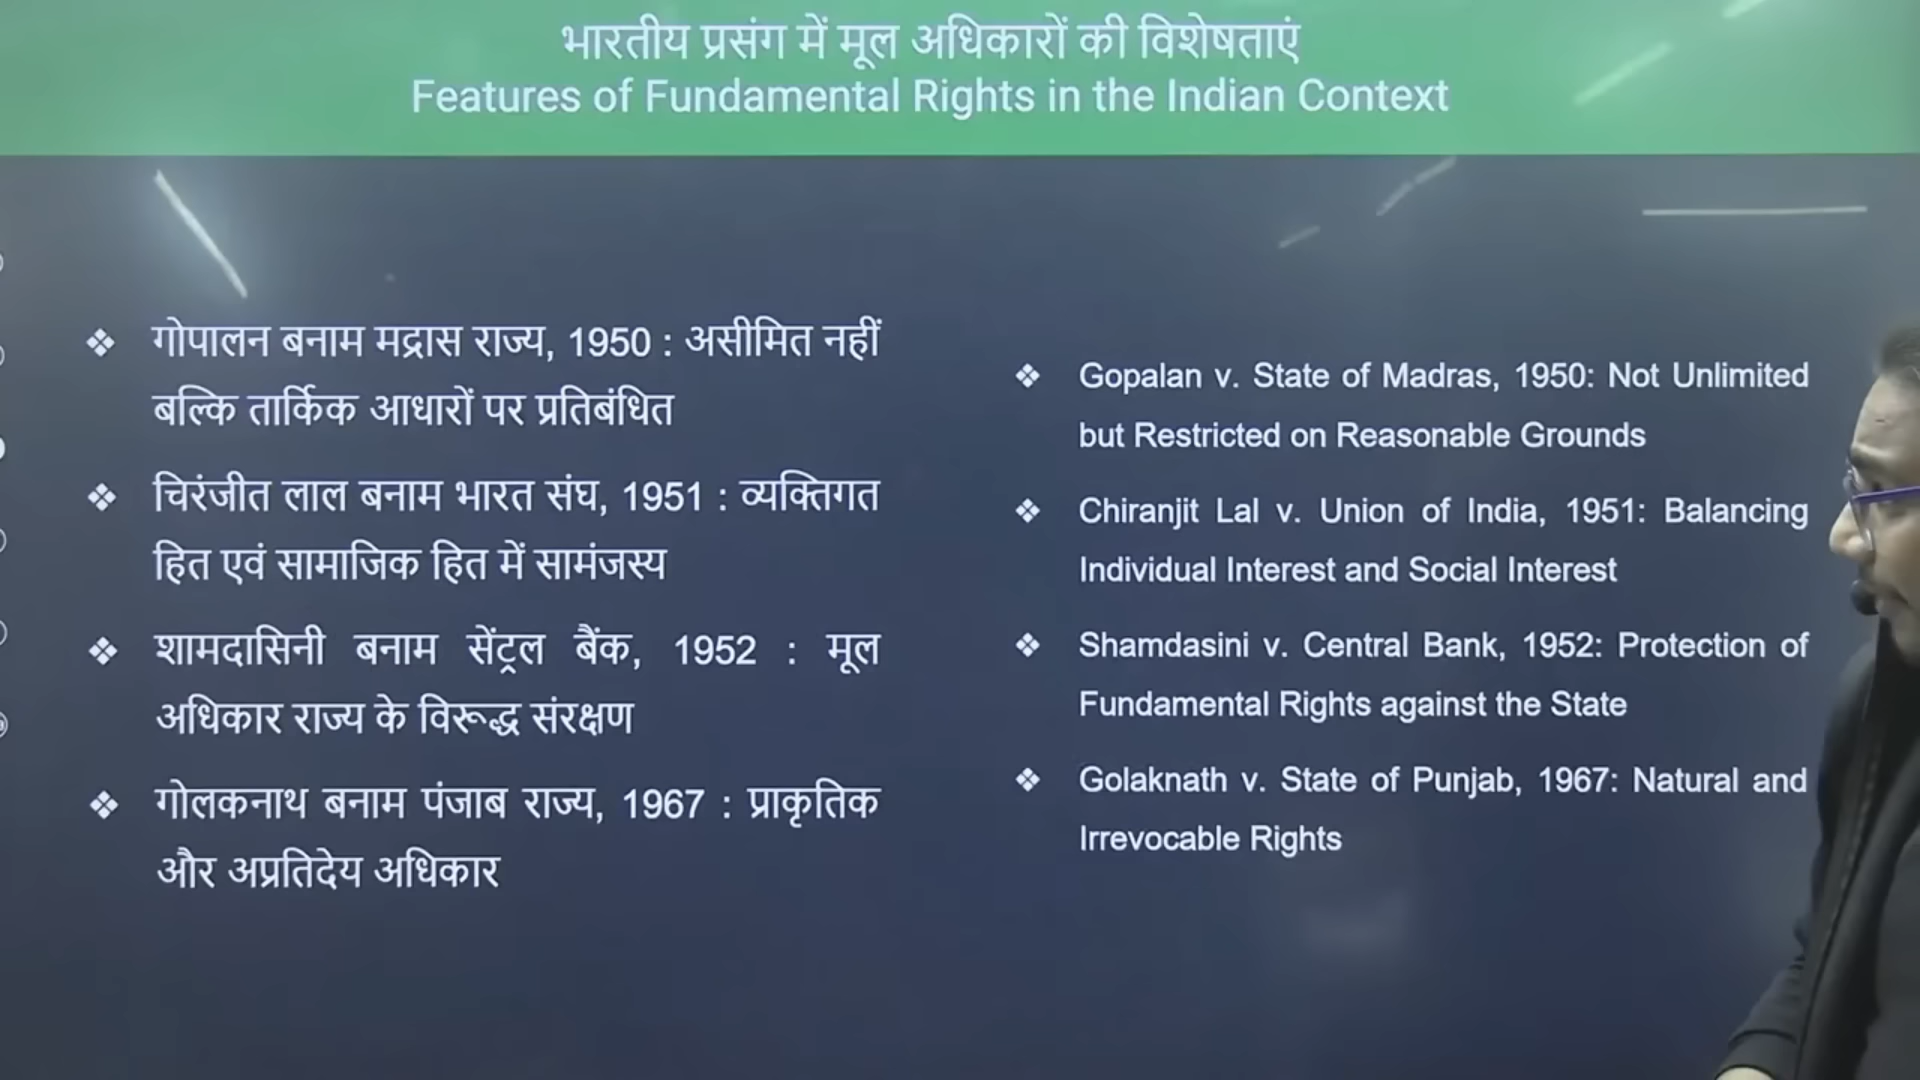 भारतीय प्रसंग में मूल अधिकारों की विशेषताएं
Features of Fundamental Rights in the Indian Context
❖ गोपालन बनाम मद्रास राज्य, 1950 : असीमित नहीं
बल्कि तार्किक आधारों पर प्रतिबंधित
❖ चिरंजीत लाल बनाम भारत संघ, 1951 : व्यक्तिगत
हित एवं सामाजिक हित में सामंजस्य
❖ शामदासिनी बनाम सेंट्रल बैंक, 1952 : मूल
अधिकार राज्य के विरूद्ध संरक्षण
❖ गोलकनाथ बनाम पंजाब राज्य, 1967 : प्राकृतिक
और अप्रतिदेय अधिकार
❖ Gopalan v. State of Madras, 1950: Not Unlimited
but Restricted on Reasonable Grounds
❖ Chiranjit Lal v. Union of India, 1951: Balancing
Individual Interest and Social Interest
❖ Shamdasini v. Central Bank, 1952: Protection of
Fundamental Rights against the State
❖ Golaknath v. State of Punjab, 1967: Natural and
Irrevocable Rights